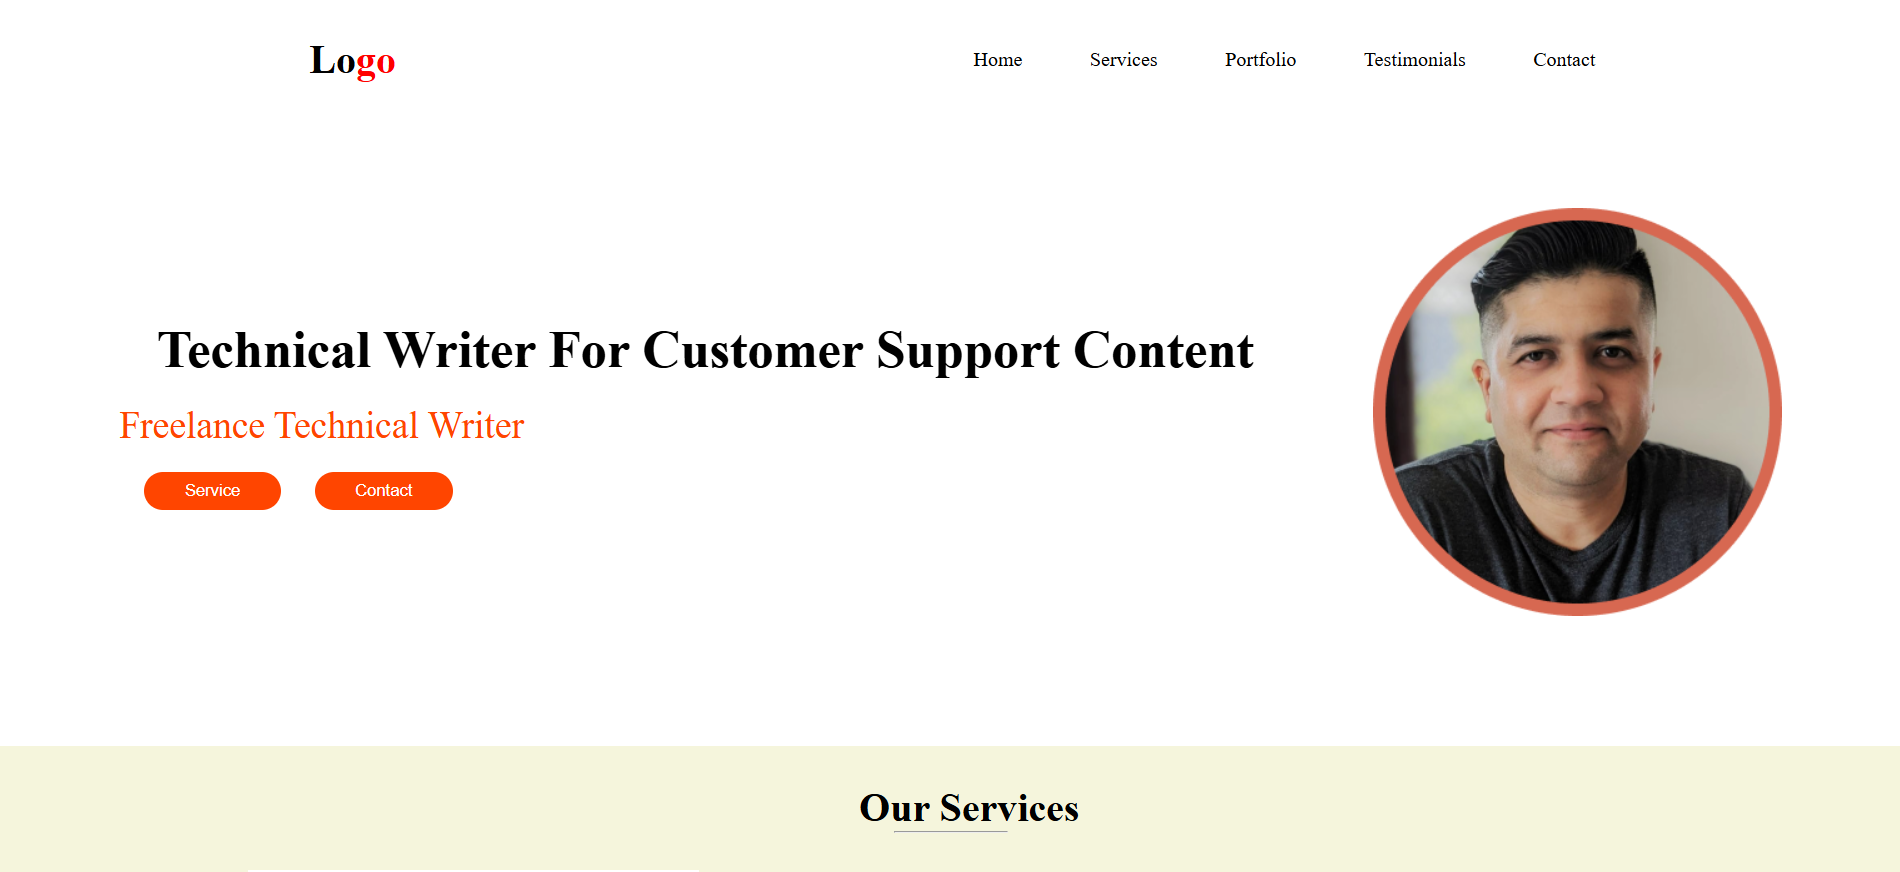 Logo
Home Services Portfolio Testimonials Contact
Technical Writer For Customer Support Content
Freelance Technical Writer
Service Contact
Our Services